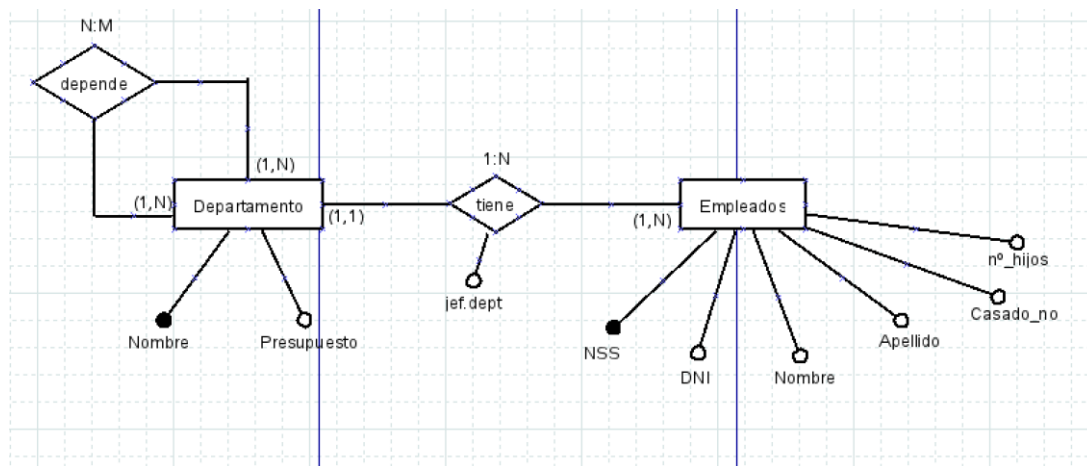 N:M
depende
(1,N)
(1,N)
Departamento
(1,1)
1:N
tiene
(1,N)
Empleados
jef.dept
Nombre
Presupuesto
NSS
DNI
Nombre
Apellido
Casado_no
nº_hijos